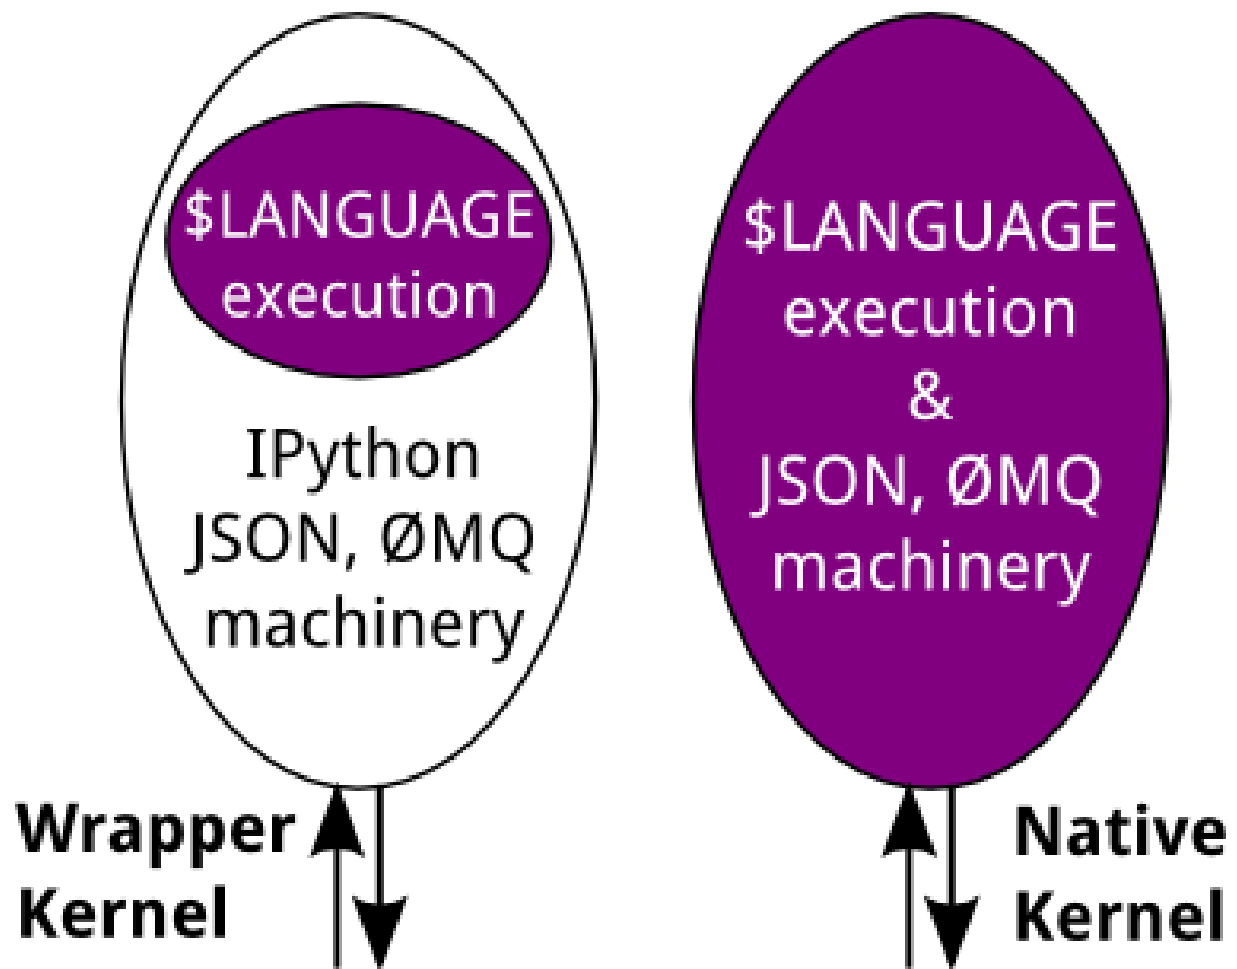 $LANGUAGE
execution
IPython
JSON, ØMQ
machinery
Wrapper
Kernel
$LANGUAGE
execution
&
JSON, ØMQ
machinery
Native
Kernel